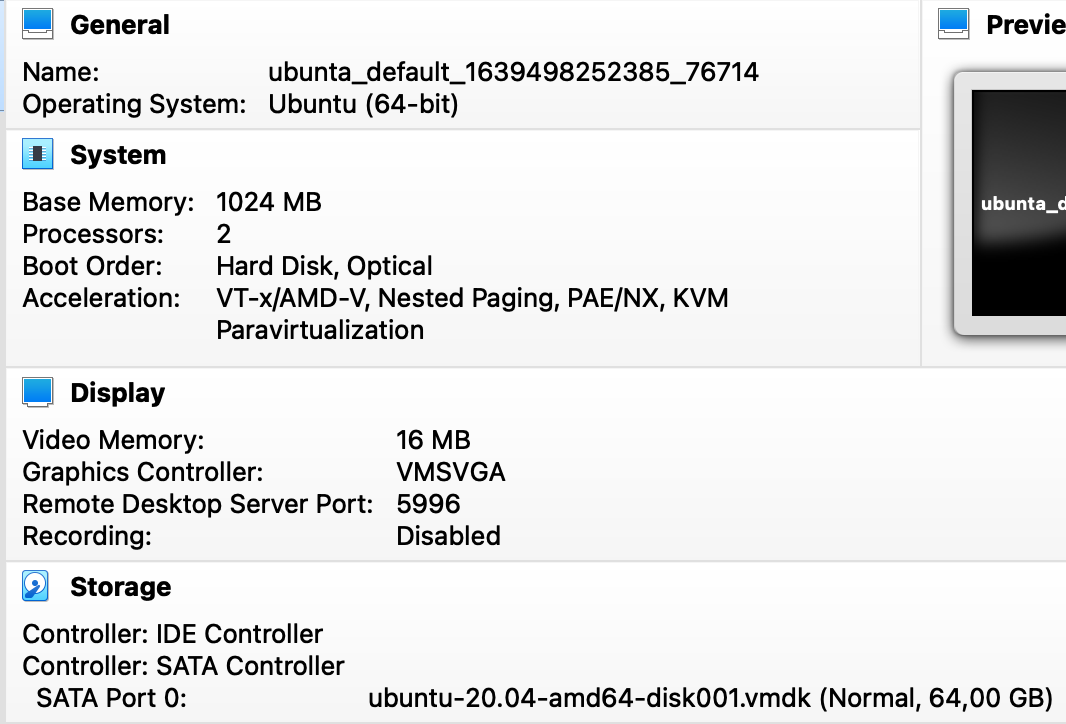 General
Name: ubunta_default_1639498252385_76714
Operating System: Ubuntu (64-bit)
System
Base Memory: 1024 MB
Processors: 2
Boot Order: Hard Disk, Optical
Acceleration: VT-x/AMD-V, Nested Paging, PAE/NX, KVM
Paravirtualization
Previe
ubunta_d
Display
Video Memory: 16 MB
Graphics Controller: VMSVGA
Remote Desktop Server Port: 5996
Recording: Disabled
Storage
Controller: IDE Controller
Controller: SATA Controller
SATA Port 0: ubuntu-20.04-amd64-disk001.vmdk (Normal, 64,00 GB)